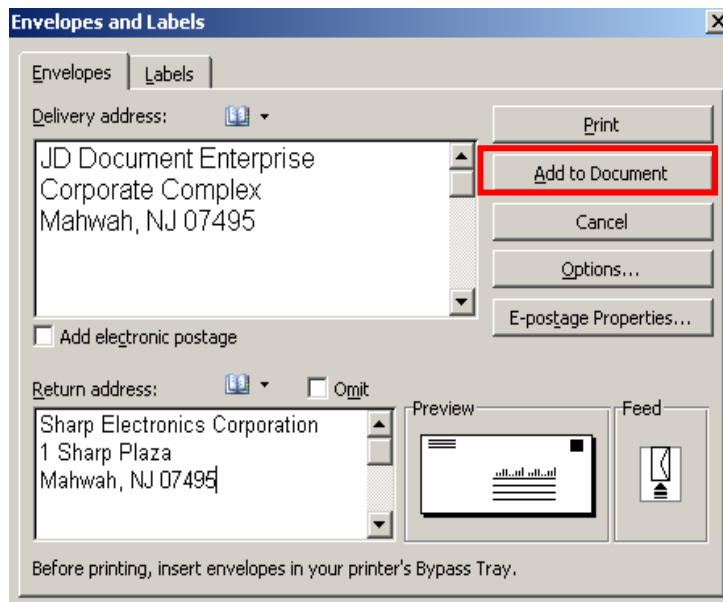 Envelopes and Labels
Envelopes
Labels
Delivery address:
Print
JD Document Enterprise
Corporate Complex
Mahwah, NJ 07495
Add to Document
Cancel
Options...
E-postage Properties...
Add electronic postage
Return address:
Omit
Sharp Electronics Corporation
1 Sharp Plaza
Mahwah, NJ 07495
Preview
Feed
Before printing, insert envelopes in your printer's Bypass Tray.